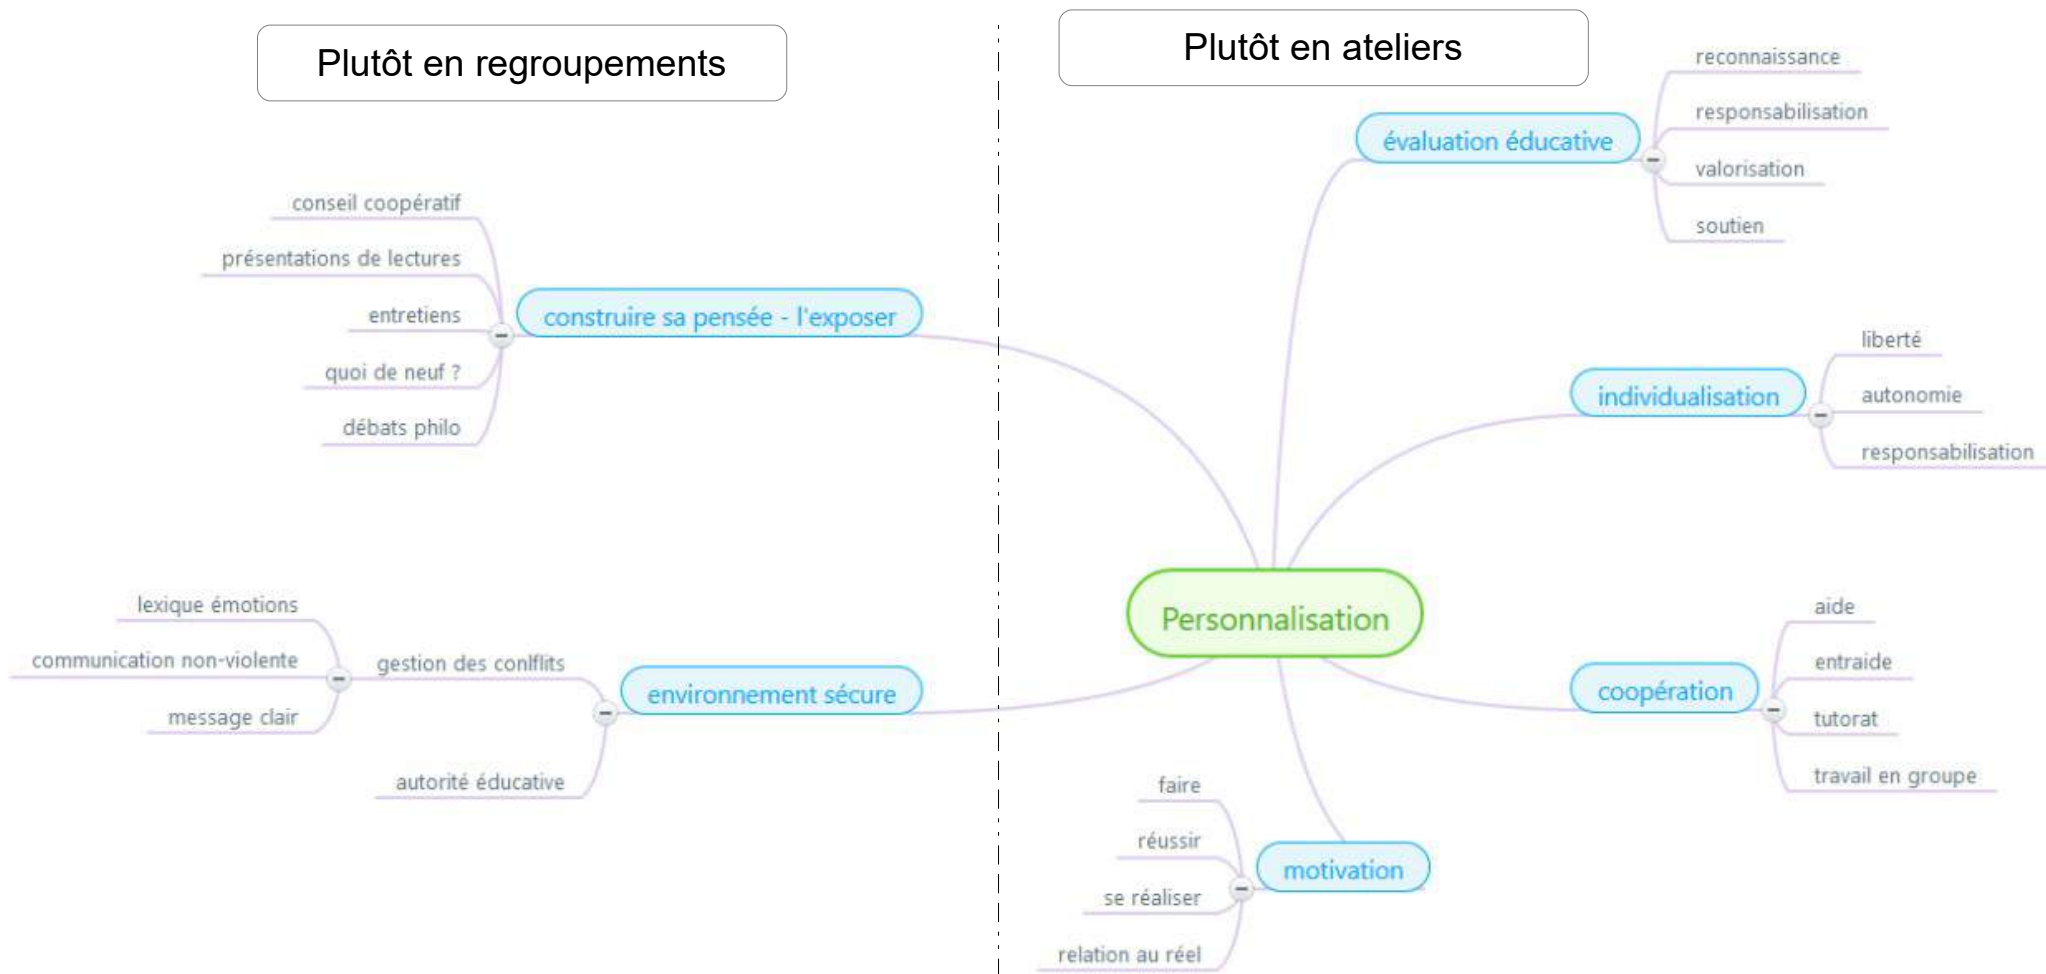 Plutôt en regroupements
Plutôt en ateliers
conseil coopératif
présentations de lectures
entretiens
quoi de neuf ?
débats philo
construire sa pensée - l'exposer
lexique émotions
communication non-violente
message clair
gestion des conlflits
autorité éducative
environnement sécure
Personnalisation
évaluation éducative
reconnaissance
responsabilisation
valorisation
soutien
individualisation
liberté
autonomie
responsabilisation
coopération
aide
entraide
tutorat
travail en groupe
motivation
faire
réussir
se réaliser
relation au réel